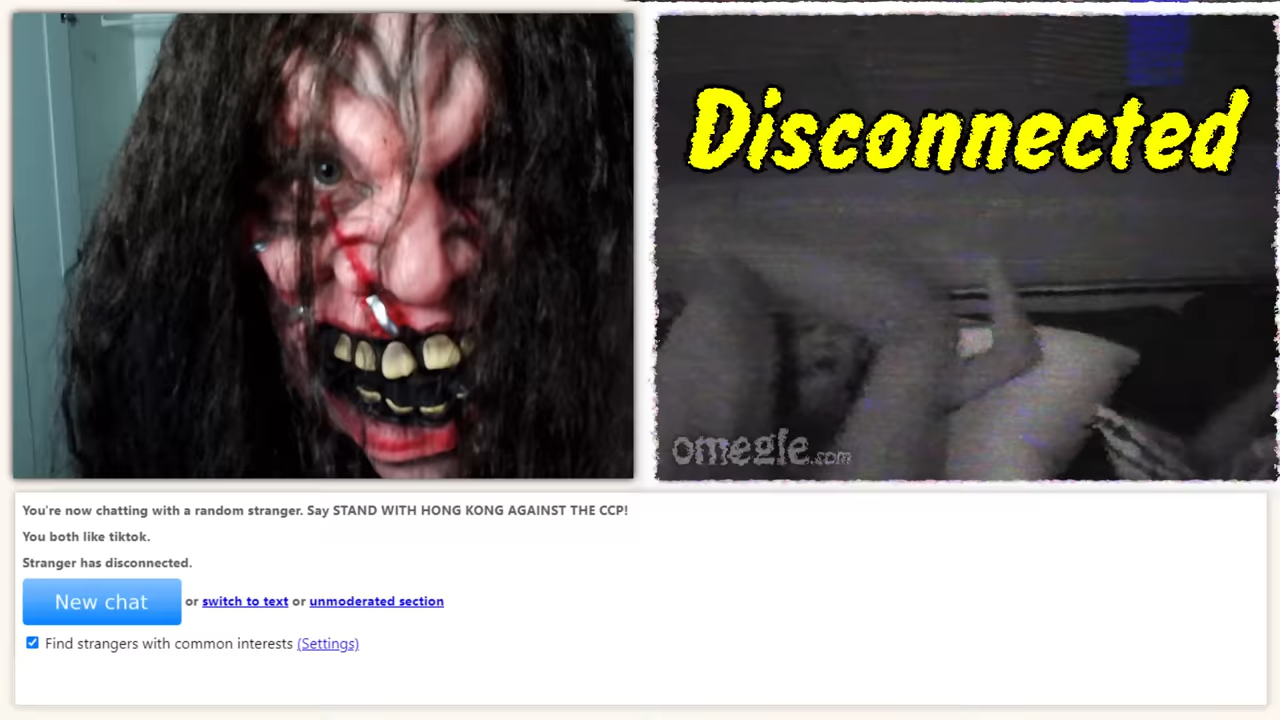 Disconnected
omegle.com
You're now chatting with a random stranger. Say STAND WITH HONG KONG AGAINST THE CCP!
You both like tiktok.
Stranger has disconnected.
New chat or switch to text or unmoderated section
Find strangers with common interests (Settings)